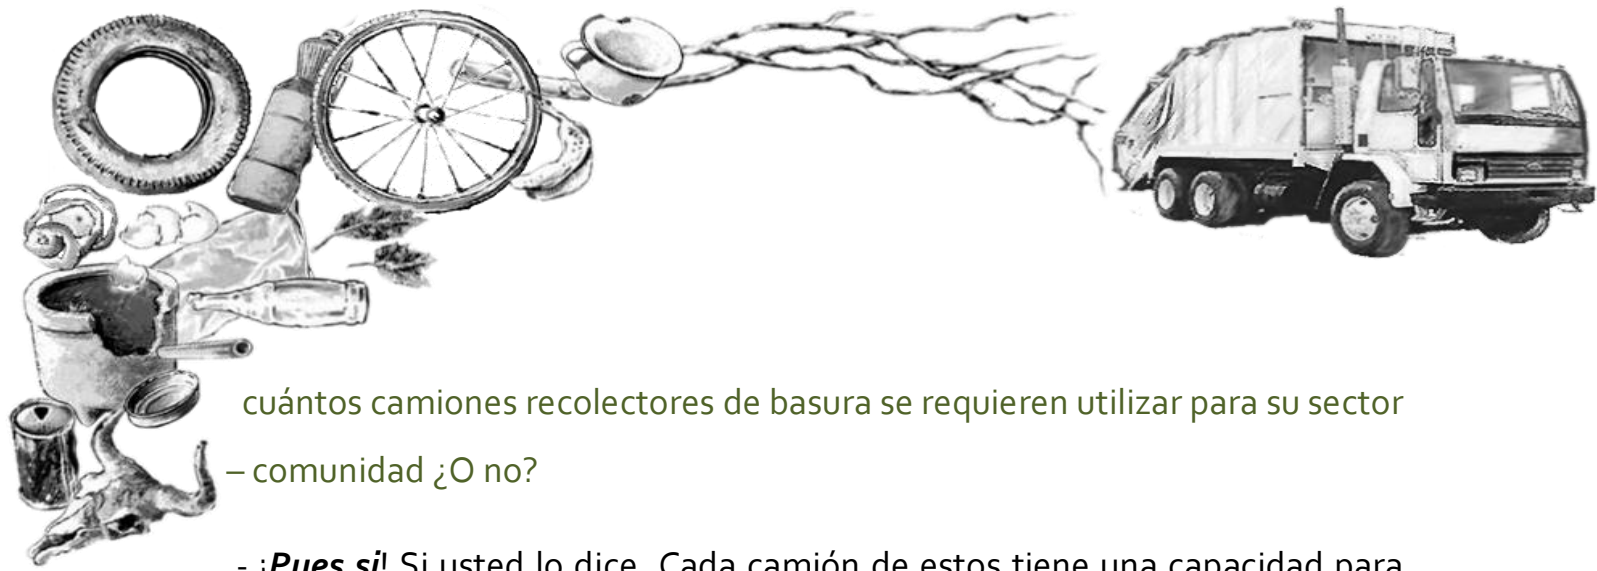 cuántos camiones recolectores de basura se requieren utilizar para su sector
– comunidad ¿O no?
- ¡Pues si! Si usted lo dice. Cada camión de estos tiene una capacidad para